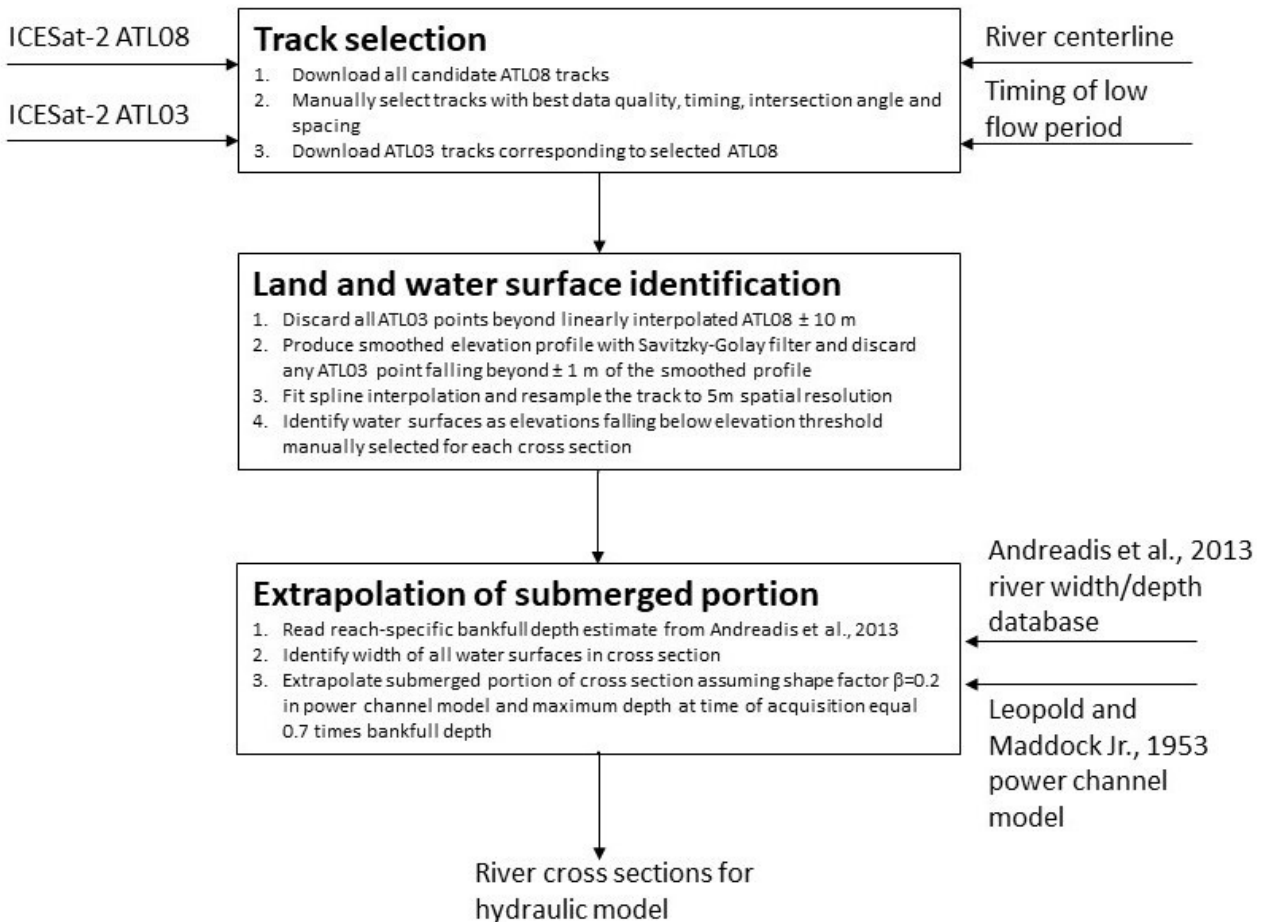 ICESat-2 ATL08
ICESat-2 ATL03
Track selection
1. Download all candidate ATL08 tracks
2. Manually select tracks with best data quality, timing, intersection angle and
spacing
3. Download ATL03 tracks corresponding to selected ATL08
River centerline
Timing of low
flow period
Land and water surface identification
1. Discard all ATL03 points beyond linearly interpolated ATL08 ± 10 m
2. Produce smoothed elevation profile with Savitzky-Golay filter and discard
any ATL03 point falling beyond ± 1 m of the smoothed profile
3. Fit spline interpolation and resample the track to 5m spatial resolution
4. Identify water surfaces as elevations falling below elevation threshold
manually selected for each cross section
Extrapolation of submerged portion
1. Read reach-specific bankfull depth estimate from Andreadis et al., 2013
2. Identify width of all water surfaces in cross section
3. Extrapolate submerged portion of cross section assuming shape factor β=0.2
in power channel model and maximum depth at time of acquisition equal
0.7 times bankfull depth
Andreadis et al., 2013
river width/depth
database
Leopold and
Maddock Jr., 1953
power channel
model
River cross sections for
hydraulic model